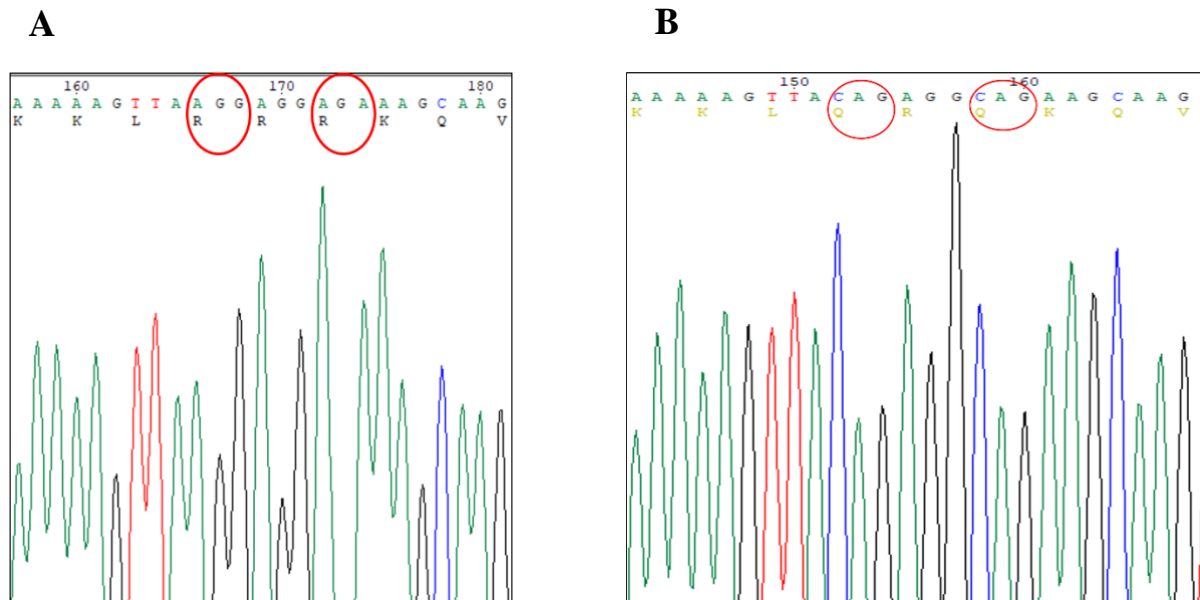 A
B
160 170 180
A A A A A G T T A A G G A G G A G A A A G C A A G
K K L R R R K Q V
150 160
A A A A A G T T A C A G A G G C A G A A G C A A G
K K L Q R Q K Q V